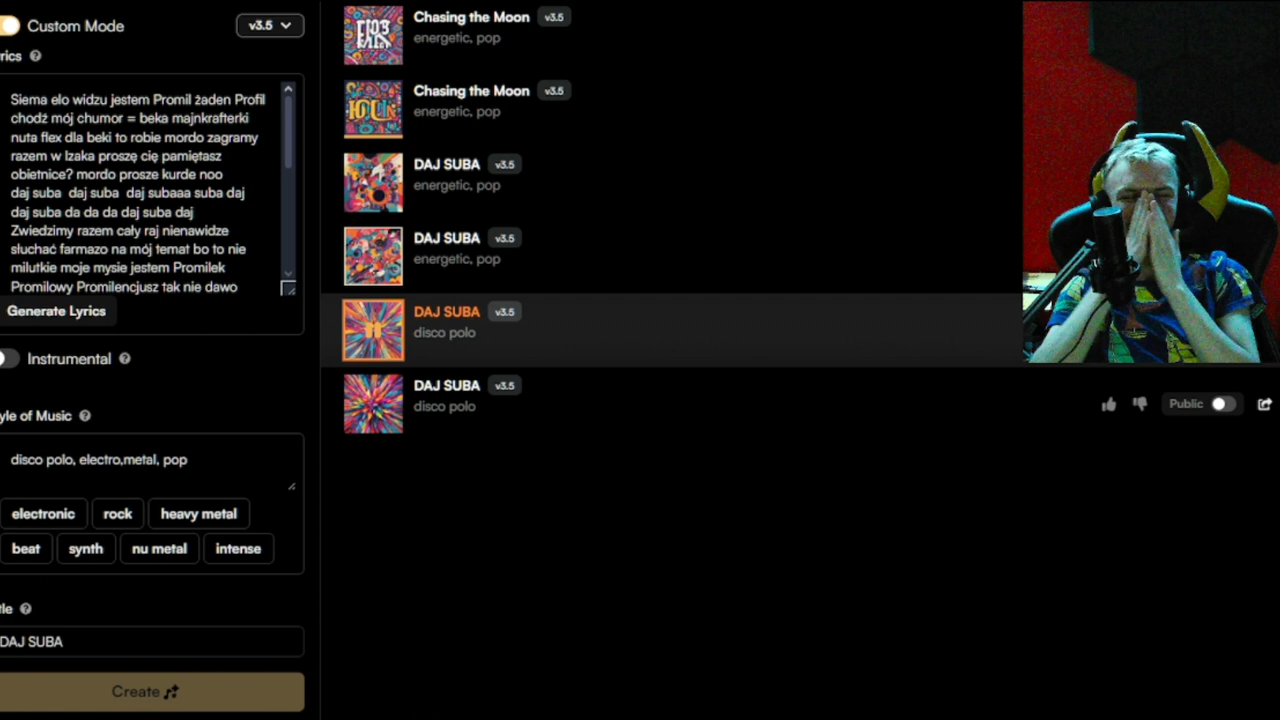 Custom Mode
v3.5
rics
Siema elo widzu jestem Promil żaden Profil
chodź mój chumor = beka majnkrafterki
nuta flex dla beki to robie mordo zagramy
razem w Izaka proszę cię pamiętasz
obietnice? mordo prosze kurde noo
daj suba  daj suba  daj subaaa suba daj
daj suba da da da daj suba daj
Zwiedzimy razem cały raj nienawidze
słuchać farmazo na mój temat bo to nie
milutkie moje mysie jestem Promilek
Promilowy Promilencjusz tak nie dawo
Generate Lyrics
Instrumental
yle of Music
disco polo, electro,metal, pop
electronic
rock
heavy metal
beat
synth
nu metal
intense
tle
DAJ SUBA
Create
Chasing the Moon v3.5
energetic, pop
Chasing the Moon v3.5
energetic, pop
DAJ SUBA v3.5
energetic, pop
DAJ SUBA v3.5
energetic, pop
DAJ SUBA v3.5
disco polo
DAJ SUBA v3.5
disco polo
Public